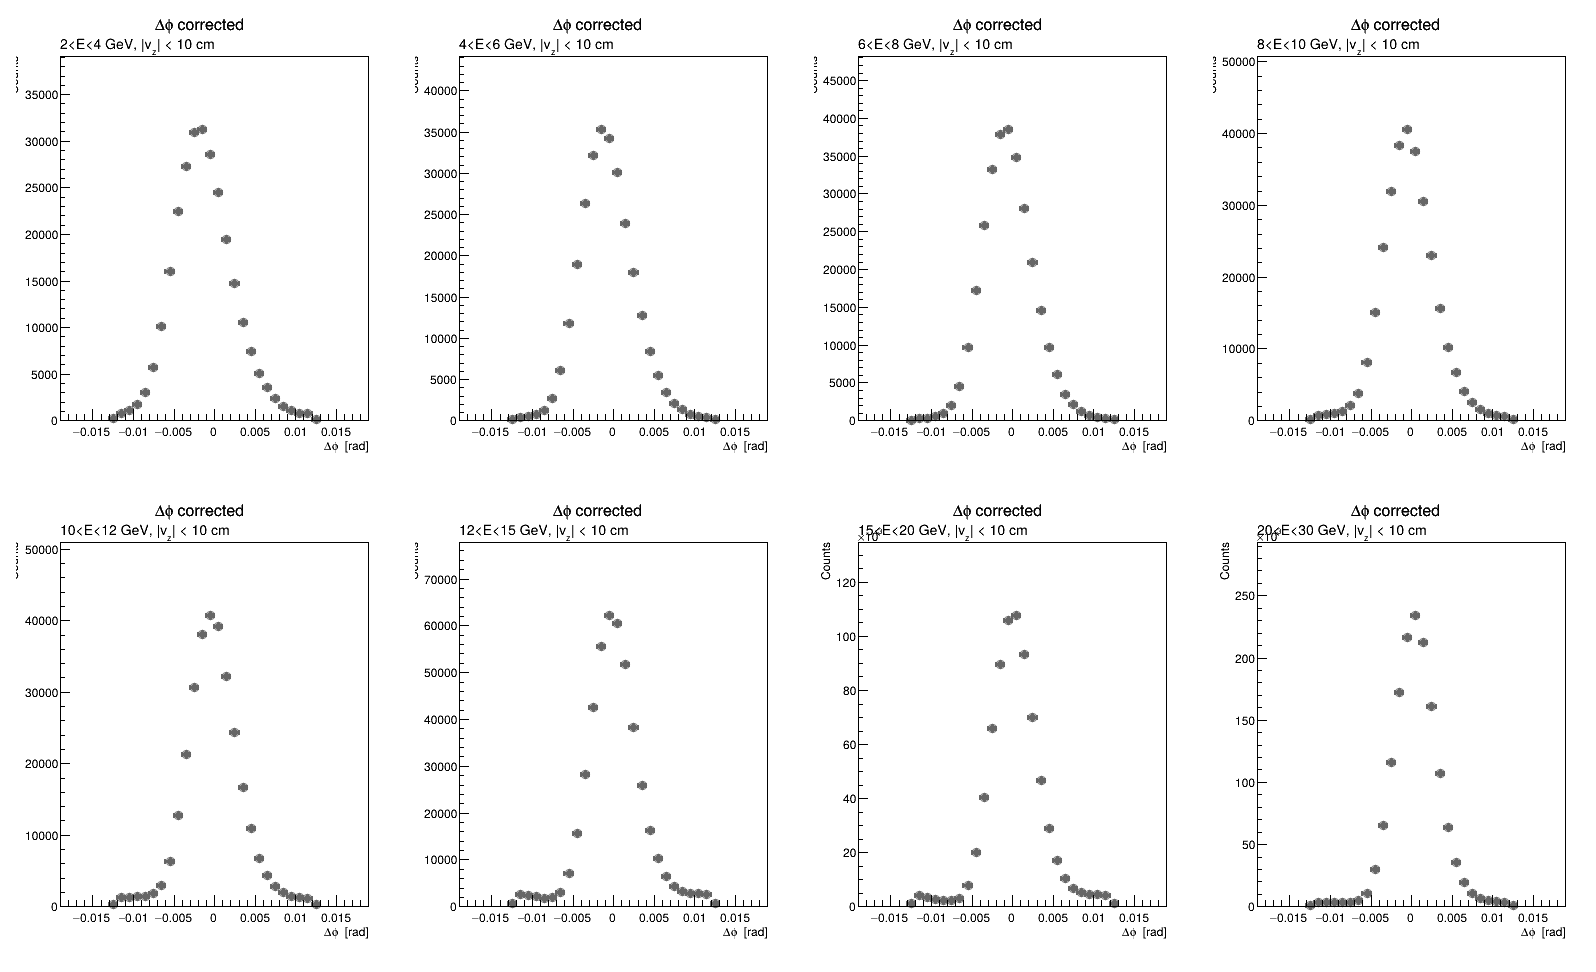 Δϕ corrected
2<E<4 GeV, |v_z| < 10 cm
Counts
35000
30000
25000
20000
15000
10000
5000
0
−0.015 −0.01 −0.005 0 0.005 0.01 0.015
Δϕ [rad]
Δϕ corrected
4<E<6 GeV, |v_z| < 10 cm
Counts
40000
35000
30000
25000
20000
15000
10000
5000
0
−0.015 −0.01 −0.005 0 0.005 0.01 0.015
Δϕ [rad]
Δϕ corrected
6<E<8 GeV, |v_z| < 10 cm
Counts
45000
40000
35000
30000
25000
20000
15000
10000
5000
0
−0.015 −0.01 −0.005 0 0.005 0.01 0.015
Δϕ [rad]
Δϕ corrected
8<E<10 GeV, |v_z| < 10 cm
Counts
50000
40000
30000
20000
10000
0
−0.015 −0.01 −0.005 0 0.005 0.01 0.015
Δϕ [rad]
Δϕ corrected
10<E<12 GeV, |v_z| < 10 cm
Counts
50000
40000
30000
20000
10000
0
−0.015 −0.01 −0.005 0 0.005 0.01 0.015
Δϕ [rad]
Δϕ corrected
12<E<15 GeV, |v_z| < 10 cm
Counts
70000
60000
50000
40000
30000
20000
10000
0
−0.015 −0.01 −0.005 0 0.005 0.01 0.015
Δϕ [rad]
Δϕ corrected
15<E<20 GeV, |v_z| < 10 cm
Counts
120
100
80
60
40
20
0
−0.015 −0.01 −0.005 0 0.005 0.01 0.015
Δϕ [rad]
Δϕ corrected
20<E<30 GeV, |v_z| < 10 cm
Counts
250
200
150
100
50
0
−0.015 −0.01 −0.005 0 0.005 0.01 0.015
Δϕ [rad]